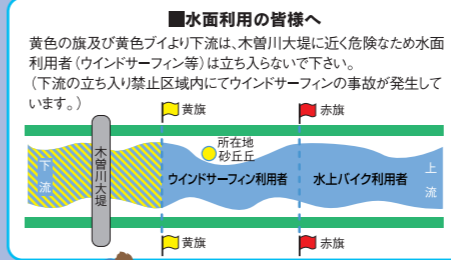 ■水面利用の皆様へ
黄色の旗及び黄色ブイより下流は、木曽川大堤に近く危険なため水面
利用者(ウインドサーフィン等)は立ち入らないで下さい。
(下流の立ち入り禁止区域内にてウインドサーフィンの事故が発生して
います。)
黄旗
赤旗
下流
木曽川大堤
所在地
砂丘丘
ウインドサーフィン利用者
水上バイク利用者
上流
黄旗
赤旗